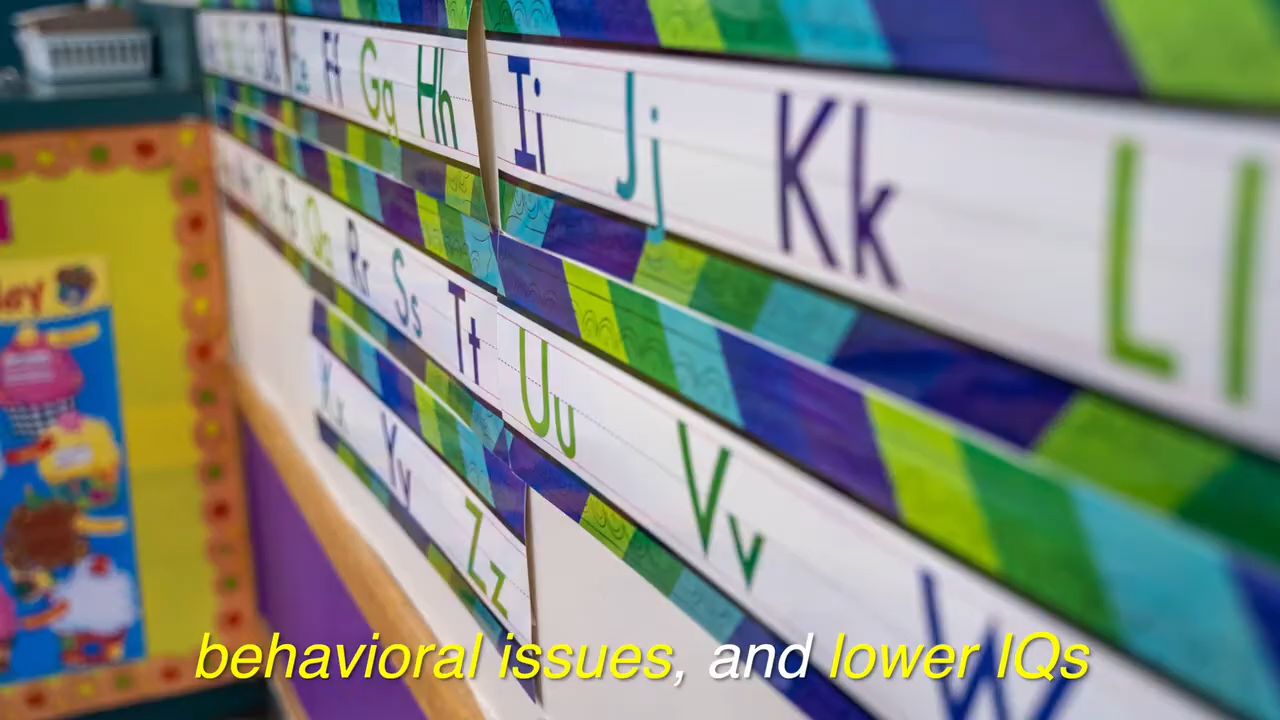 Ff Gg Hh Ii Jj Kk Ll
Rr Ss Tt Uu Vv
Yy Zz
behavioral issues, and lower IQs